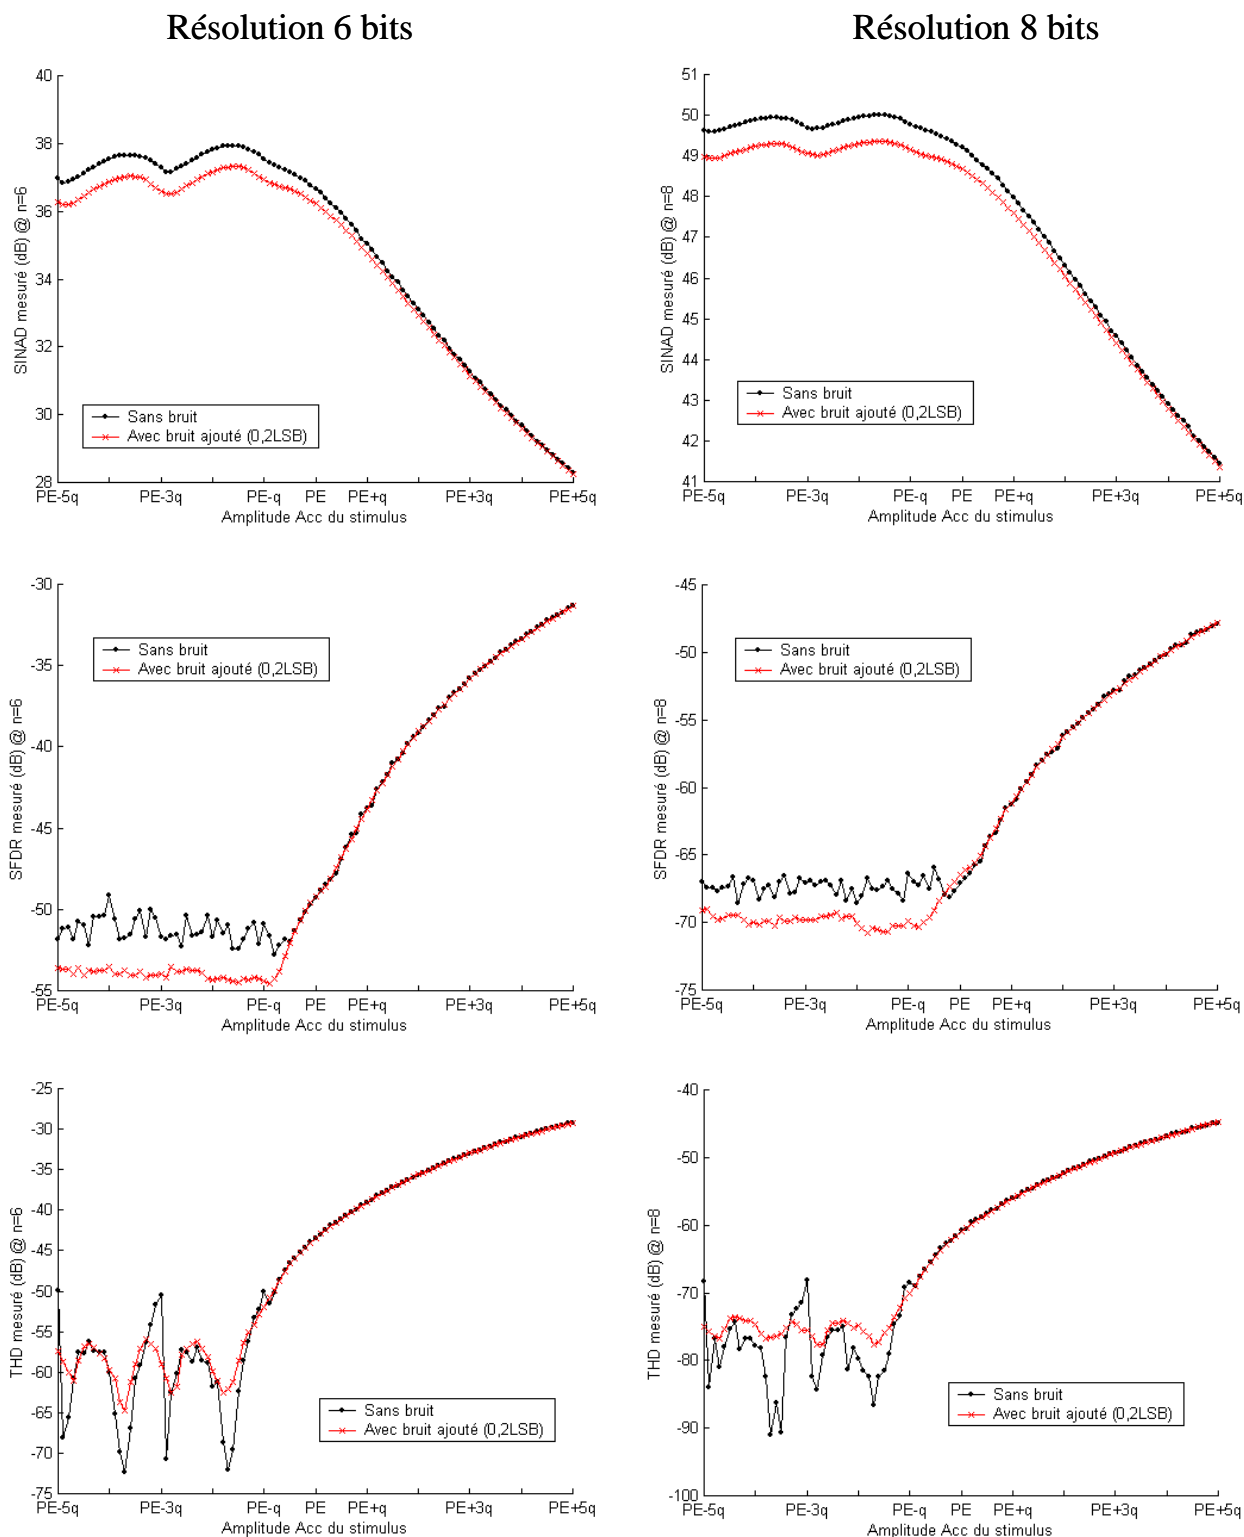 Résolution 6 bits
Résolution 8 bits
40
38
36
34
32
30
28
SINAD mesuré (dB) @ n=6
Sans bruit
Avec bruit ajouté (0,2LSB)
PE-5q PE-3q PE-q PE PE+q PE+3q PE+5q
Amplitude Acc du stimulus
51
50
49
48
47
46
45
44
43
42
41
SINAD mesuré (dB) @ n=8
Sans bruit
Avec bruit ajouté (0,2LSB)
PE-5q PE-3q PE-q PE PE+q PE+3q PE+5q
Amplitude Acc du stimulus
-30
-35
-40
-45
-50
-55
SFDR mesuré (dB) @ n=6
Sans bruit
Avec bruit ajouté (0,2LSB)
PE-5q PE-3q PE-q PE PE+q PE+3q PE+5q
Amplitude Acc du stimulus
-45
-50
-55
-60
-65
-70
-75
SFDR mesuré (dB) @ n=8
Sans bruit
Avec bruit ajouté (0,2LSB)
PE-5q PE-3q PE-q PE PE+q PE+3q PE+5q
Amplitude Acc du stimulus
-25
-30
-35
-40
-45
-50
-55
-60
-65
-70
-75
THD mesuré (dB) @ n=6
Sans bruit
Avec bruit ajouté (0,2LSB)
PE-5q PE-3q PE-q PE PE+q PE+3q PE+5q
Amplitude Acc du stimulus
-40
-50
-60
-70
-80
-90
-100
THD mesuré (dB) @ n=8
Sans bruit
Avec bruit ajouté (0,2LSB)
PE-5q PE-3q PE-q PE PE+q PE+3q PE+5q
Amplitude Acc du stimulus